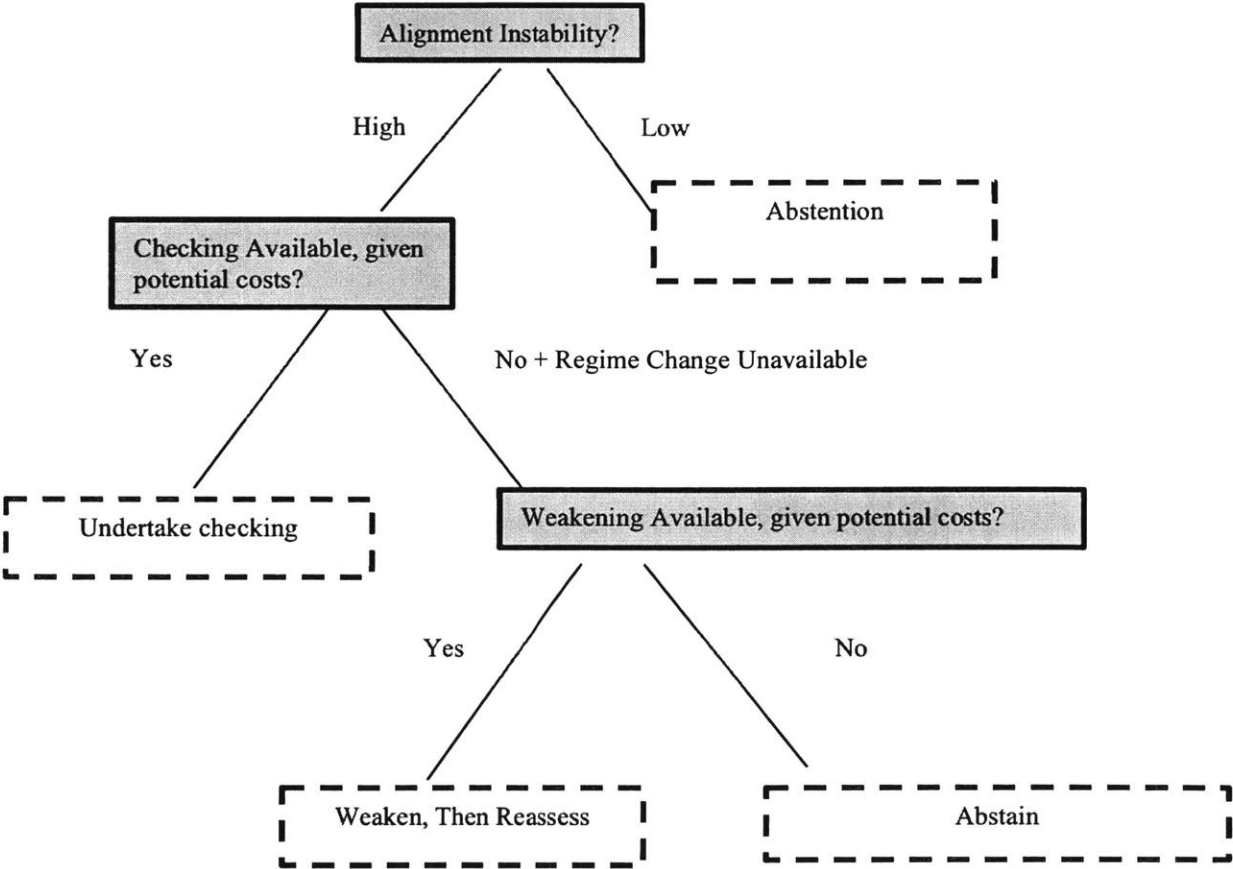 Alignment Instability?
High
Low
Abstention
Checking Available, given
potential costs?
Yes
No + Regime Change Unavailable
Undertake checking
Weakening Available, given potential costs?
Yes
No
Weaken, Then Reassess
Abstain